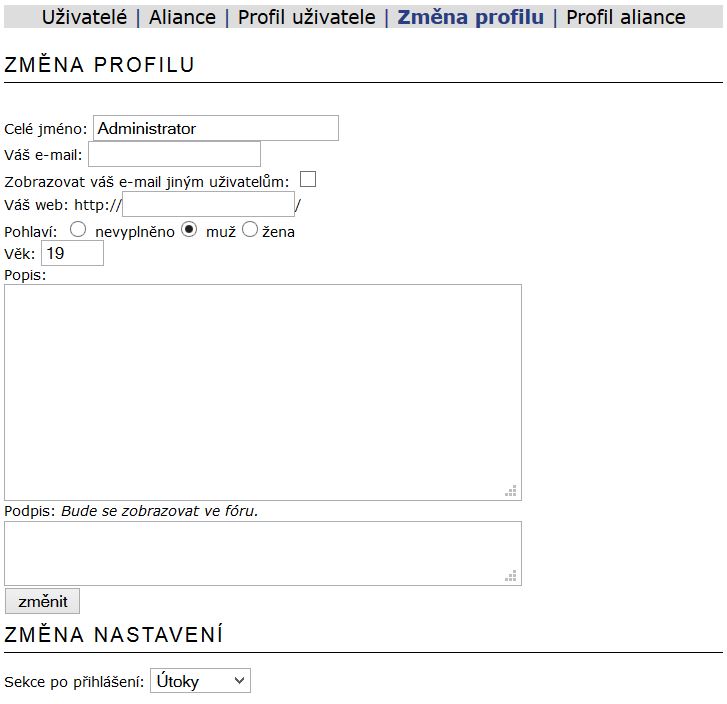 Uživatelé | Aliance | Profil uživatele | Změna profilu | Profil aliance
ZMĚNA PROFILU
Celé jméno: Administrator
Váš e-mail:
Zobrazovat váš e-mail jiným uživatelům:
Váš web: http:// /
Pohlaví: nevyplněno muž žena
Věk: 19
Popis:
Podpis: Bude se zobrazovat ve fóru.
změnit
ZMĚNA NASTAVENÍ
Sekce po přihlášení: Útoky